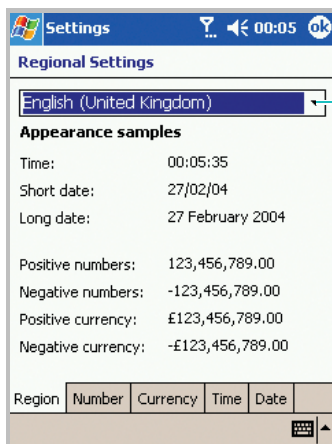 Settings 00:05 ok
Regional Settings
English (United Kingdom)
Appearance samples
Time: 00:05:35
Short date: 27/02/04
Long date: 27 February 2004
Positive numbers: 123,456,789.00
Negative numbers: -123,456,789.00
Positive currency: £123,456,789.00
Negative currency: -£123,456,789.00
Region Number Currency Time Date